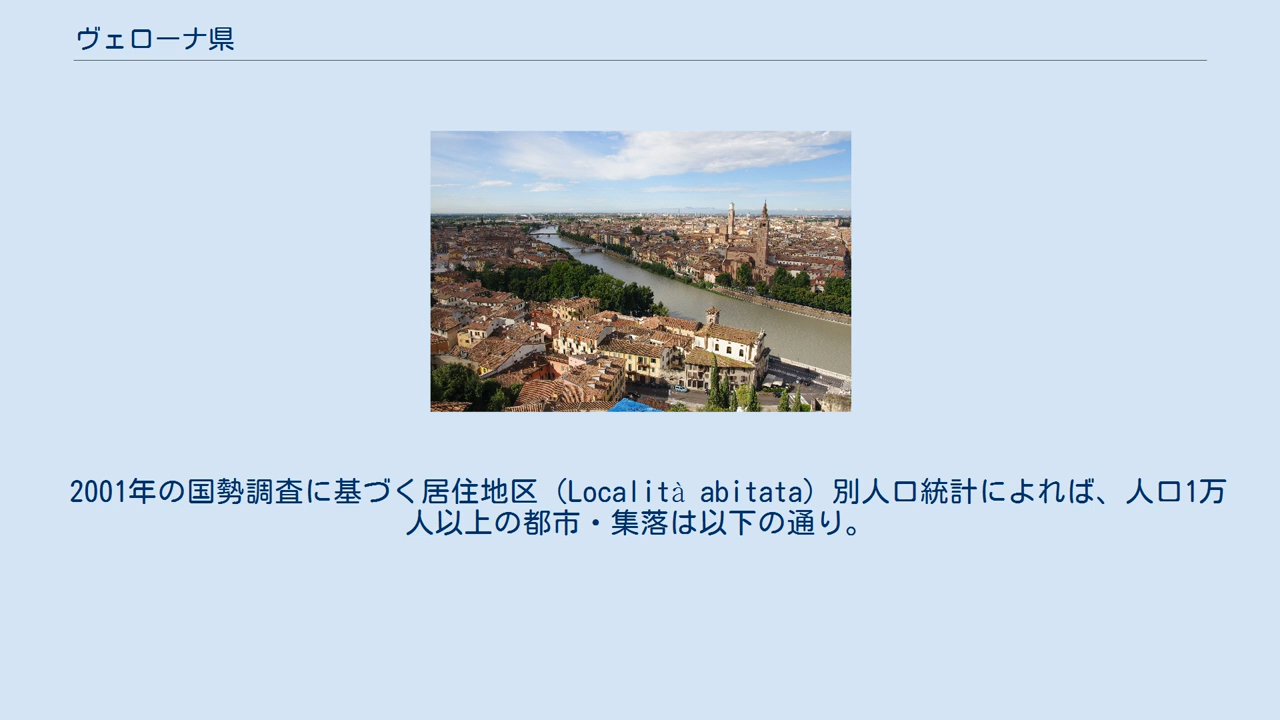 ヴェローナ県
2001年の国勢調査に基づく居住地区（Località abitata）別人口統計によれば、人口1万
人以上の都市・集落は以下の通り。